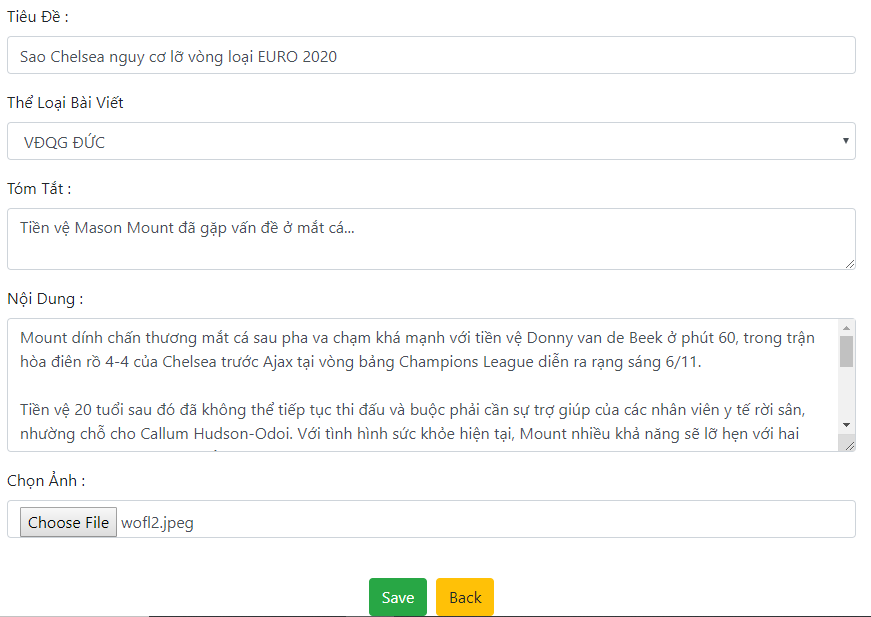 Tiêu Đề :
Sao Chelsea nguy cơ lỡ vòng loại EURO 2020
Thể Loại Bài Viết
VĐQG ĐỨC
Tóm Tắt :
Tiền vệ Mason Mount đã gặp vấn đề ở mắt cá...
Nội Dung :
Mount dính chấn thương mắt cá sau pha va chạm khá mạnh với tiền vệ Donny van de Beek ở phút 60, trong trận
hòa điên rồ 4-4 của Chelsea trước Ajax tại vòng bảng Champions League diễn ra rạng sáng 6/11.
Tiền vệ 20 tuổi sau đó đã không thể tiếp tục thi đấu và buộc phải cần sự trợ giúp của các nhân viên y tế rời sân,
nhường chỗ cho Callum Hudson-Odoi. Với tình hình sức khỏe hiện tại, Mount nhiều khả năng sẽ lỡ hẹn với hai
Chọn Ảnh :
Choose File wofl2.jpeg
Save Back